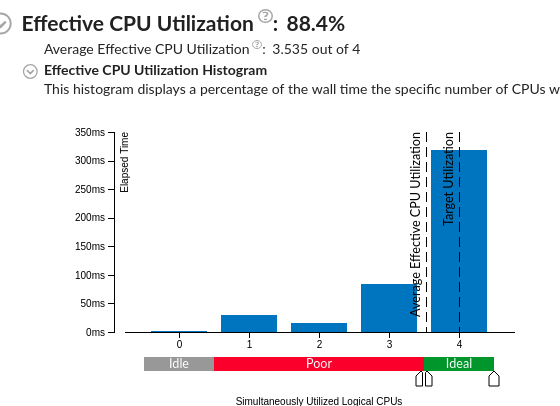 Effective CPU Utilization ?: 88.4%
Average Effective CPU Utilization ?: 3.535 out of 4
Effective CPU Utilization Histogram
This histogram displays a percentage of the wall time the specific number of CPUs w
350ms
300ms
250ms
200ms
150ms
100ms
50ms
0ms
Elapsed Time
Average Effective CPU Utilization
Target Utilization
0 1 2 3 4
Idle Poor Ideal
Simultaneously Utilized Logical CPUs